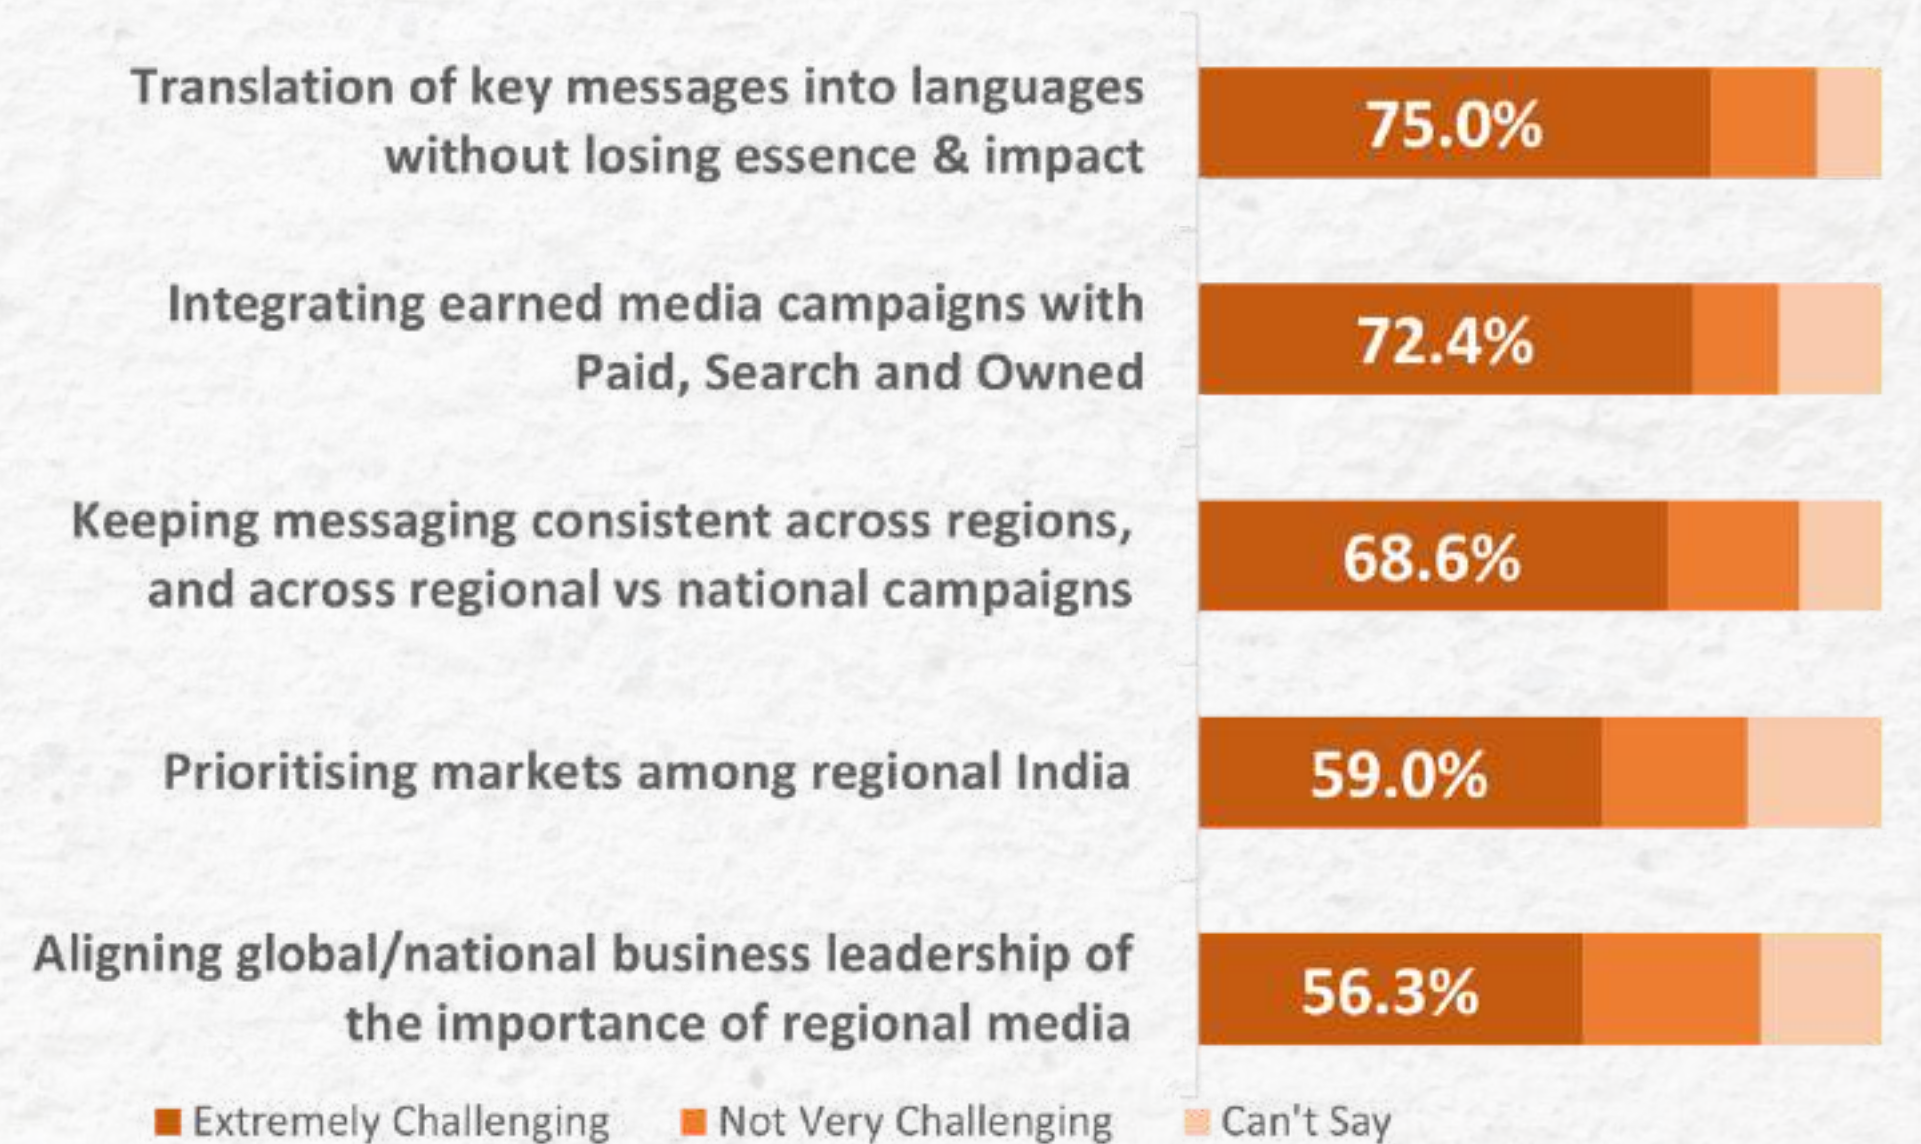 Translation of key messages into languages
without losing essence & impact
75.0%
Integrating earned media campaigns with
Paid, Search and Owned
72.4%
Keeping messaging consistent across regions,
and across regional vs national campaigns
68.6%
Prioritising markets among regional India
59.0%
Aligning global/national business leadership of
the importance of regional media
56.3%
Extremely Challenging Not Very Challenging Can't Say